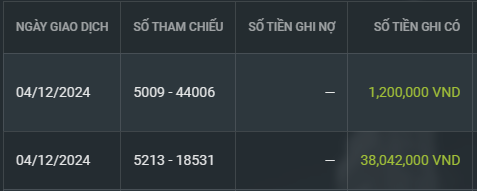 NGÀY GIAO DỊCH SỐ THAM CHIẾU SỐ TIỀN GHI NỢ SỐ TIỀN GHI CÓ
04/12/2024 5009 - 44006 — 1,200,000 VND
04/12/2024 5213 - 18531 — 38,042,000 VND